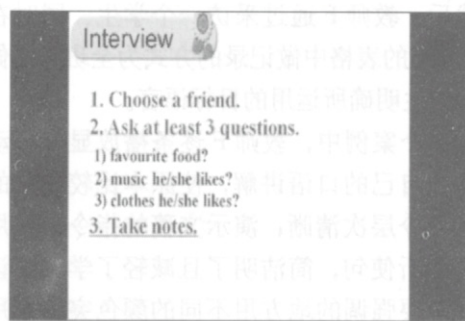 Interview
1. Choose a friend.
2. Ask at least 3 questions.
1) favourite food?
2) music he/she likes?
3) clothes he/she likes?
3. Take notes.